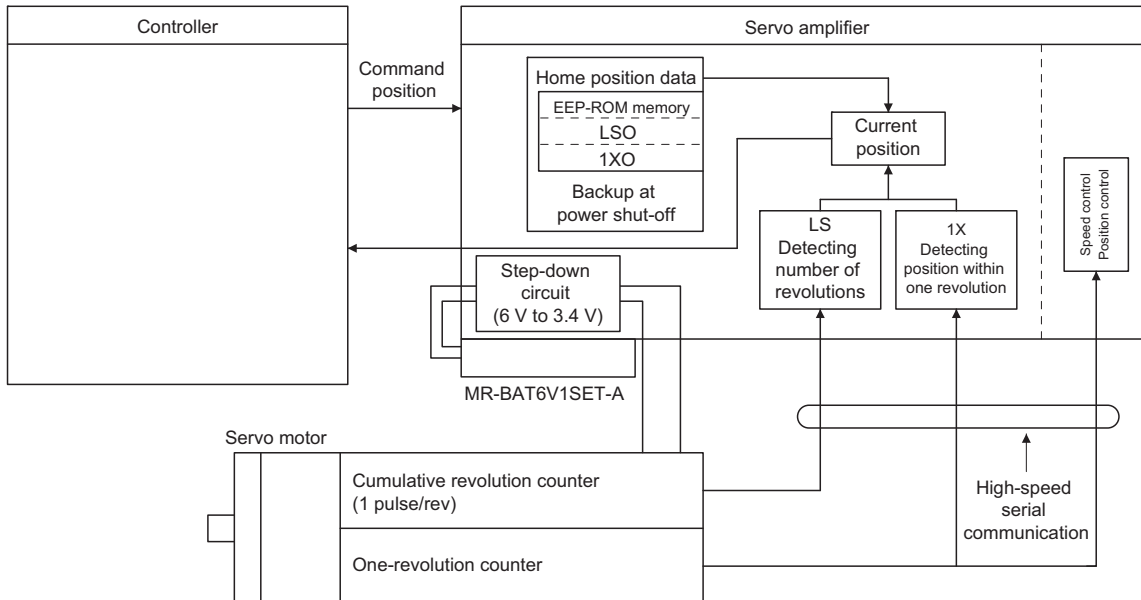 Controller
Servo amplifier
Command
position
Home position data
EEP-ROM memory
LSO
1XO
Backup at
power shut-off
Current
position
LS
Detecting
number of
revolutions
1X
Detecting
position within
one revolution
Speed control
Position control
Step-down
circuit
(6 V to 3.4 V)
MR-BAT6V1SET-A
Servo motor
Cumulative revolution counter
(1 pulse/rev)
One-revolution counter
High-speed
serial
communication